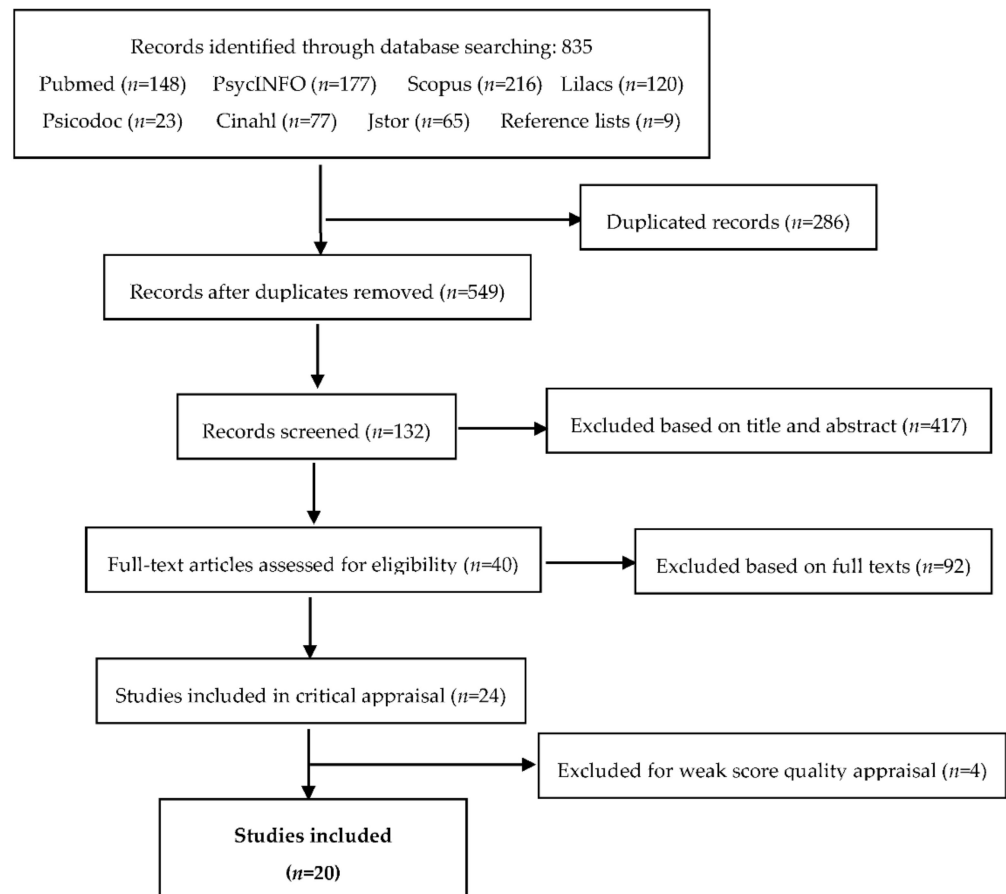 Records identified through database searching: 835
Pubmed (n=148) PsycINFO (n=177) Scopus (n=216) Lilacs (n=120)
Psicodoc (n=23) Cinahl (n=77) Jstor (n=65) Reference lists (n=9)
Duplicated records (n=286)
Records after duplicates removed (n=549)
Records screened (n=132)
Excluded based on title and abstract (n=417)
Full-text articles assessed for eligibility (n=40)
Excluded based on full texts (n=92)
Studies included in critical appraisal (n=24)
Excluded for weak score quality appraisal (n=4)
Studies included
(n=20)